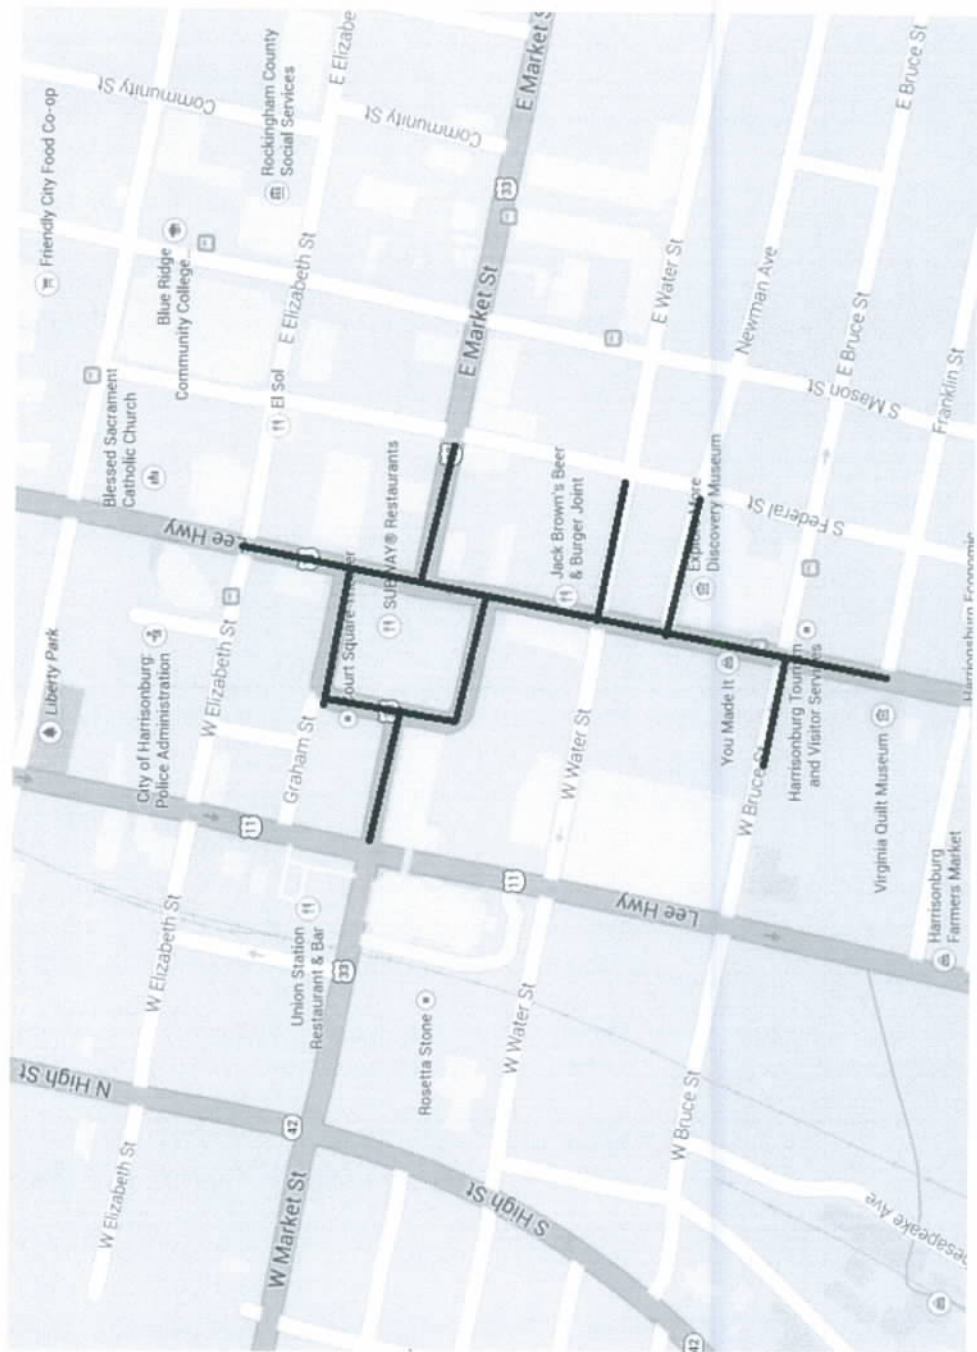 Friendly City Food Co-op
Community St
Rockingham County
Social Services
E Elizabe
Community St
E Market S
33
E Bruce St
Blue Ridge
Community College
E Elizabeth St
E Market St
E Water St
Newman Ave
E Bruce St
Blessed Sacrament
Catholic Church
El Sol
S Mason St
Franklin St
SUBWAY® Restaurants
Jack Brown's Beer
& Burger Joint
Discovery Museum
S Federal St
Liberty Park
City of Harrisonburg:
Police Administration
W Elizabeth St
Graham St
Court Square
W Water St
You Made It
W Bruce St
Harrisonburg Tourism
and Visitor Services
Virginia Quilt Museum
11
W Elizabeth St
Union Station
Restaurant & Bar
33
11
Lee Hwy
Harrisonburg
Farmers Market
N High St
Rosetta Stone
W Water St
42
W Elizabeth St
W Market St
S High St
W Bruce St
esapeake Ave
42